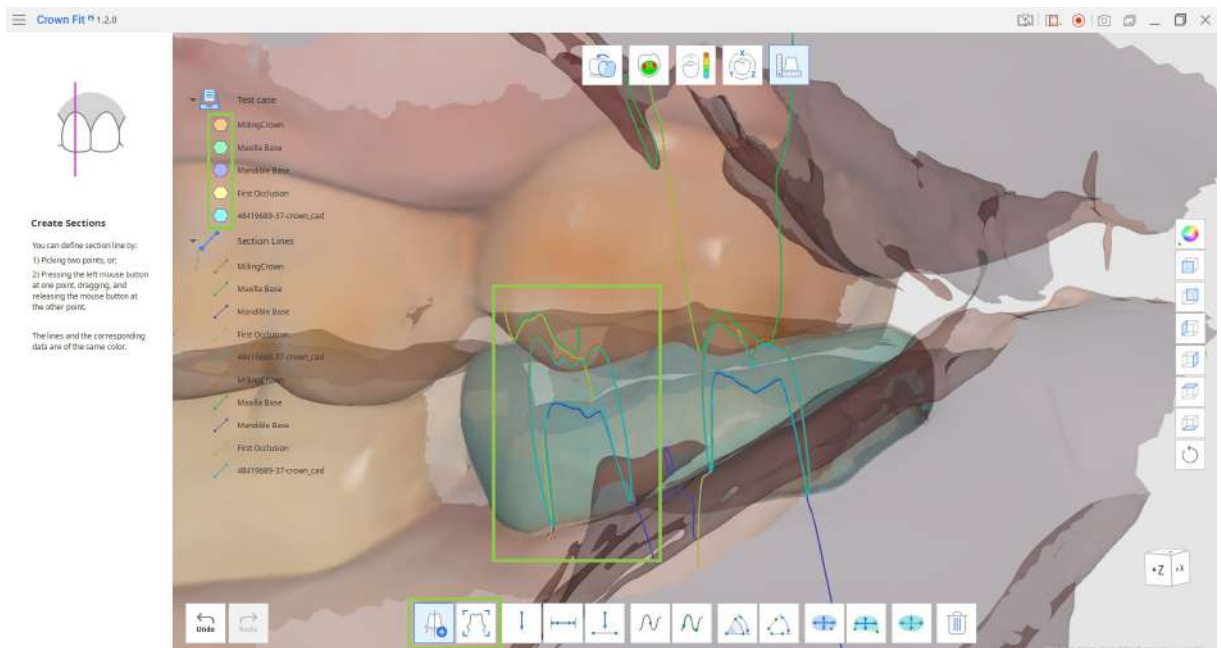 Crown Fit 1.2.0
Create Sections
You can define section line by:
1) Picking two points, or;
2) Pressing the left mouse button
at one point, dragging, and
releasing the mouse button at
the other point.
The lines and the corresponding
data are of the same color.
Test case
MillingCrown
Maxilla Base
Mandible Base
First Occlusion
48419689-37-crown_cad
Section Lines
MillingCrown
Maxilla Base
Mandible Base
First Occlusion
48419689-37-crown_cad
MillingCrown
Maxilla Base
Mandible Base
First Occlusion
48419689-37-crown_cad
X
Y
Z
+Z
+X
Undo
Redo